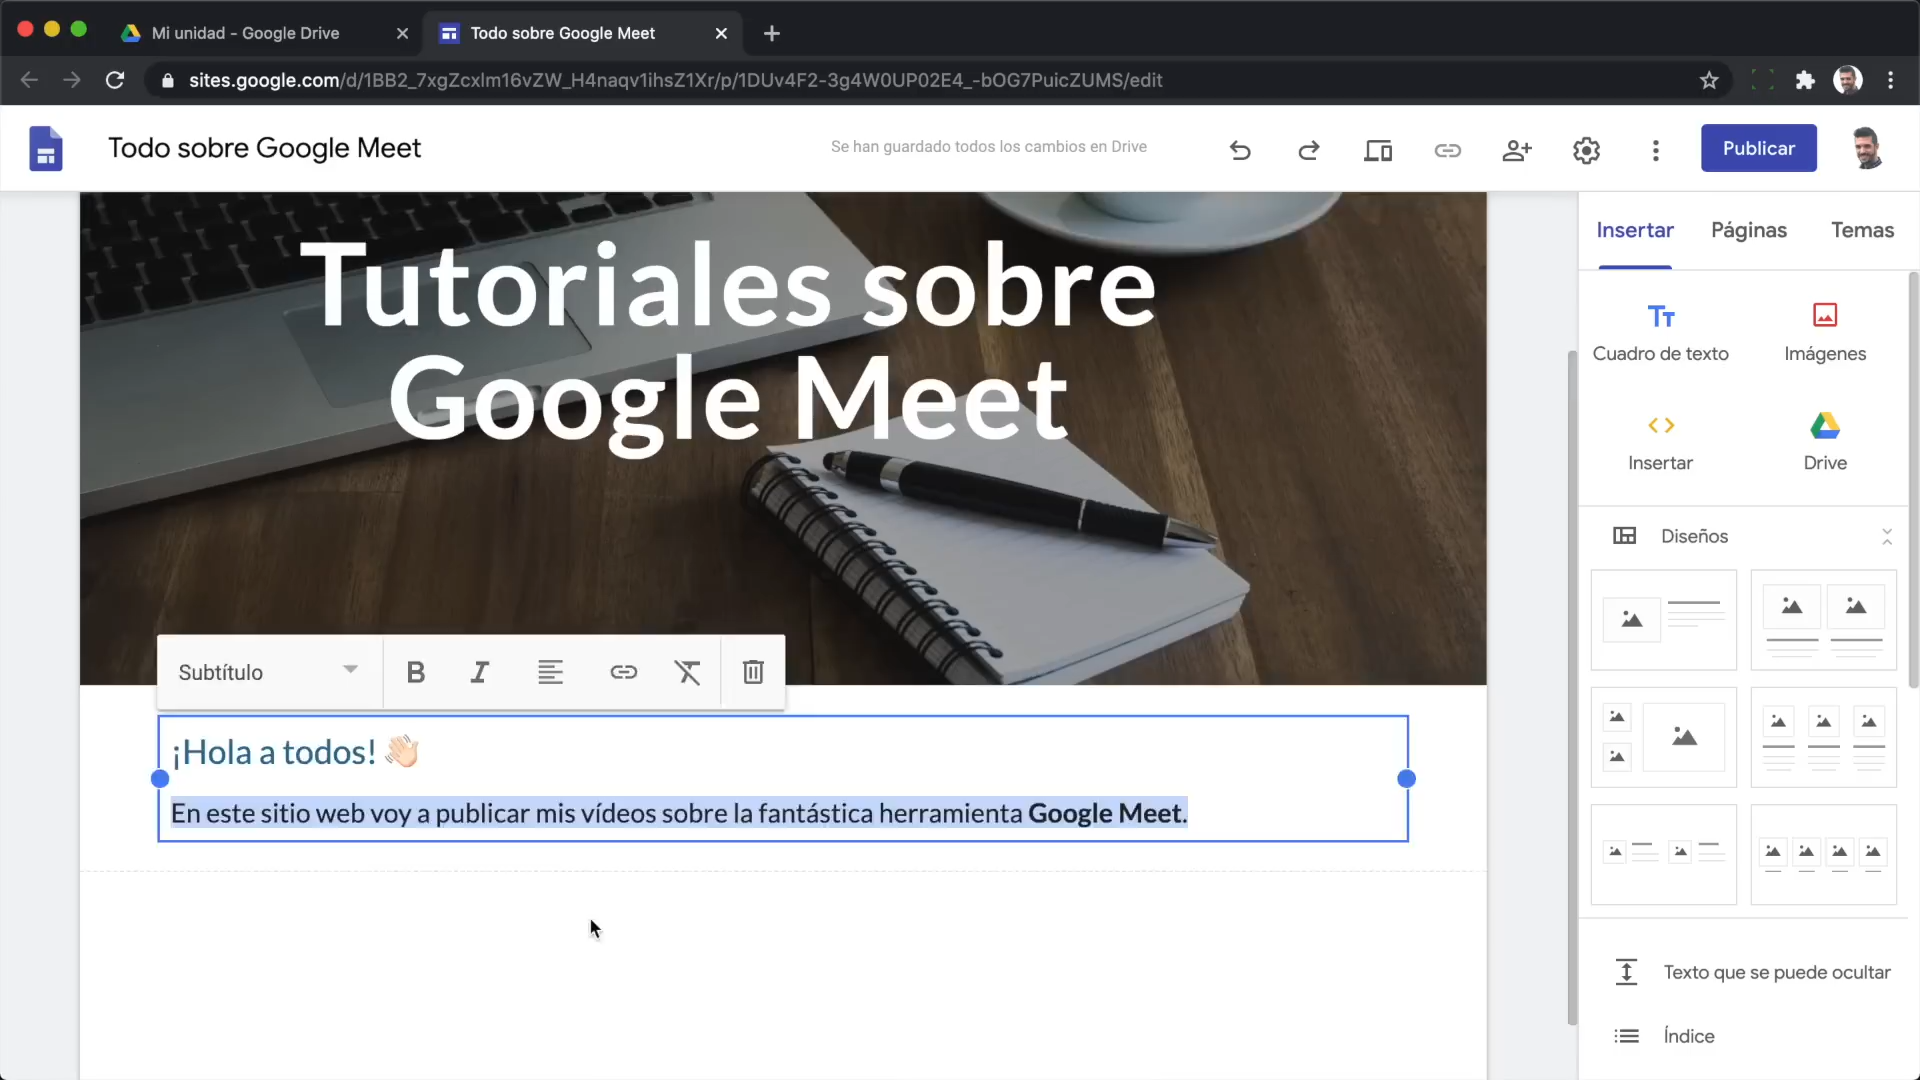 Mi unidad - Google Drive
Todo sobre Google Meet
sites.google.com/d/1BB2_7xgZcxlm16vZW_H4naqv1ihsZ1Xr/p/1DUv4F2-3g4W0UP02E4_-bOG7PuicZUMS/edit
Todo sobre Google Meet
Se han guardado todos los cambios en Drive
Publicar
Tutoriales sobre
Google Meet
Insertar
Páginas
Temas
Cuadro de texto
Imágenes
Insertar
Drive
Diseños
Subtítulo
¡Hola a todos! 👋🏻
En este sitio web voy a publicar mis vídeos sobre la fantástica herramienta Google Meet.
Texto que se puede ocultar
Índice